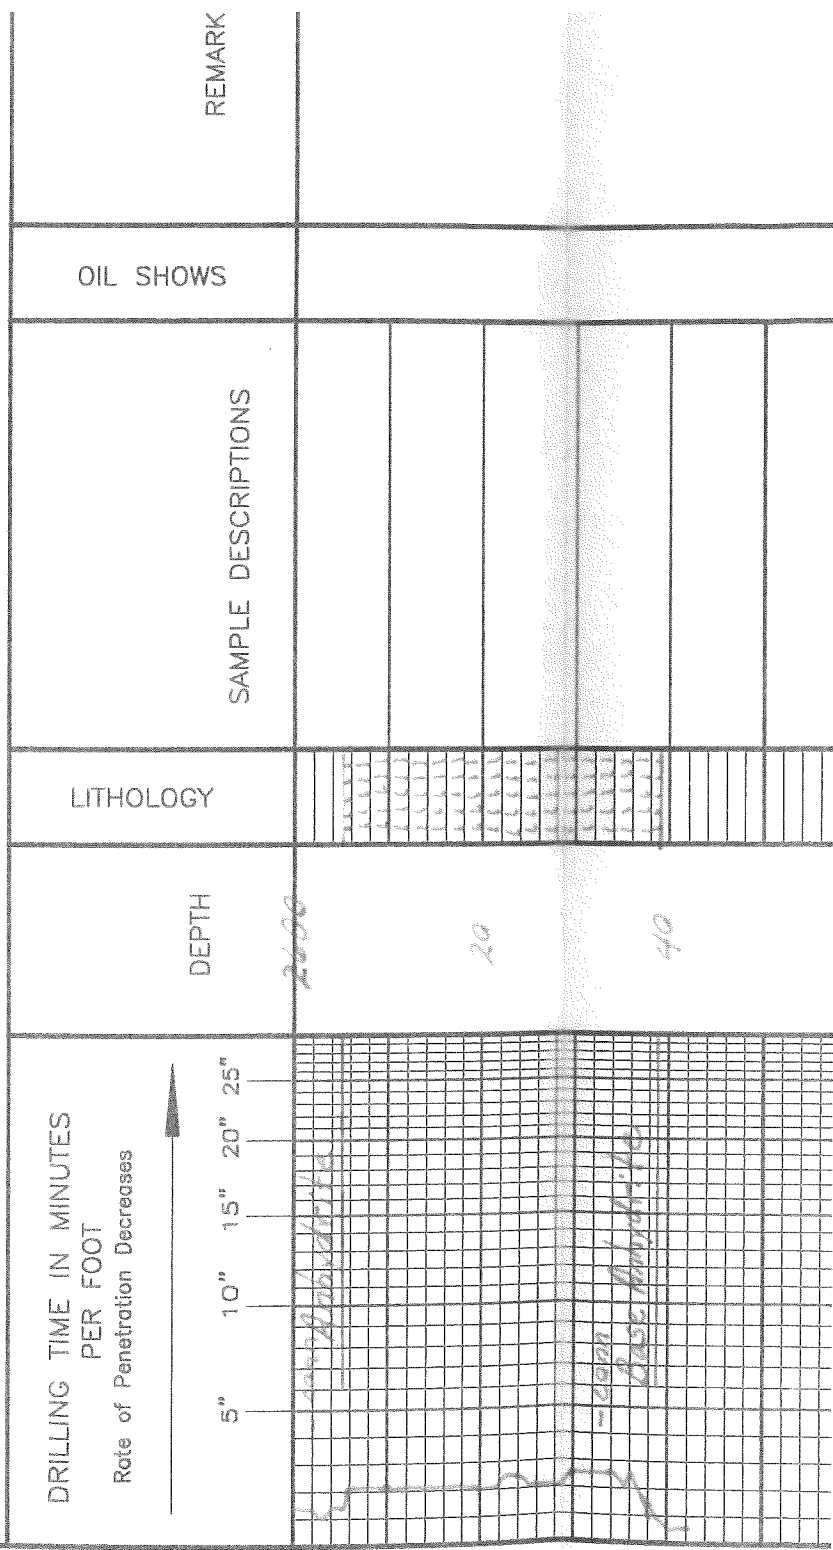 DRILLING TIME IN MINUTES
PER FOOT
Rate of Penetration Decreases
5" 10" 15" 20" 25"
DEPTH
LITHOLOGY
SAMPLE DESCRIPTIONS
OIL SHOWS
REMARK
2600
Anhydrite
20
- conn
Base Anhydrite
40